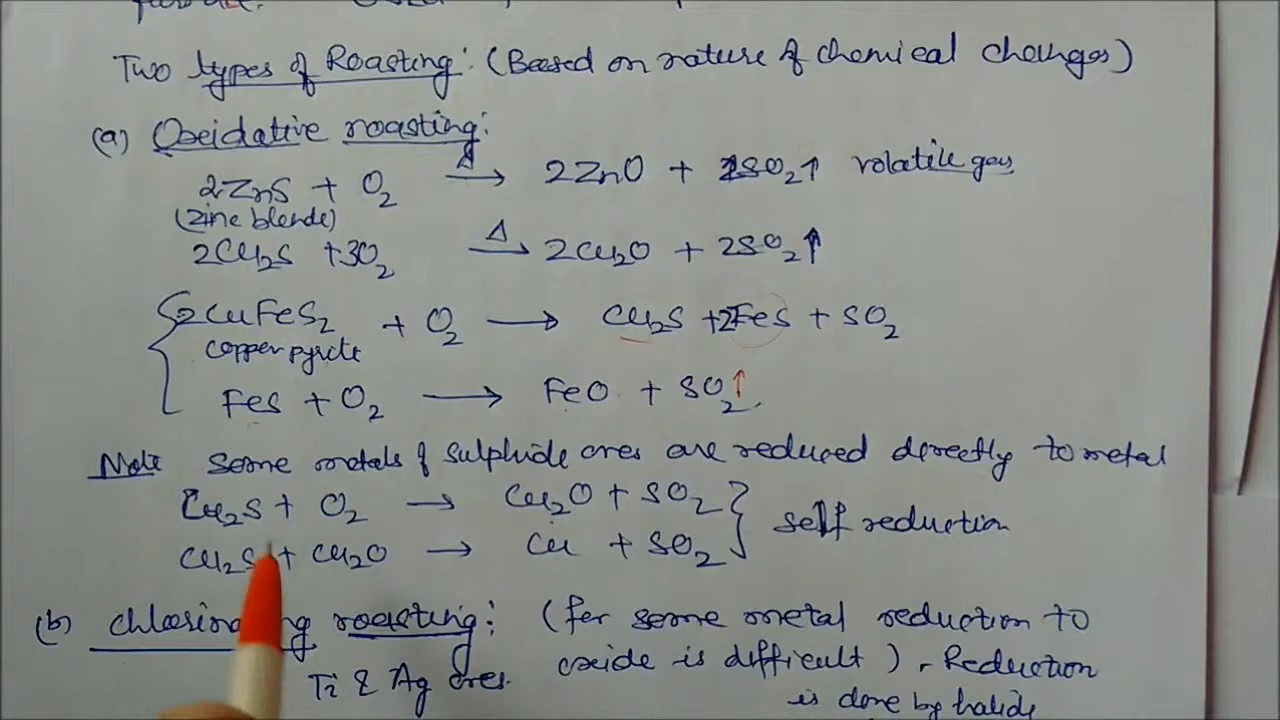 Two types of Roasting: (Based on nature of chemical changes)
(a) Oxidative roasting:
2ZnS + O₂ —Δ→ 2ZnO + 2SO₂↑ volatile gas
(zinc blende)
2Cu₂S + 3O₂ —Δ→ 2Cu₂O + 2SO₂↑
2CuFeS₂ + O₂ → Cu₂S + 2FeS + SO₂
copper pyrite
FeS + O₂ → FeO + SO₂↑
Note Some metals of sulphide ores are reduced directly to metal
Cu₂S + O₂ → Cu₂O + SO₂
Cu₂S + Cu₂O → Cu + SO₂ } self reduction
(b) roasting: (for some metal reduction to
oxide is difficult), Reduction
Ag ores.
is done by halide